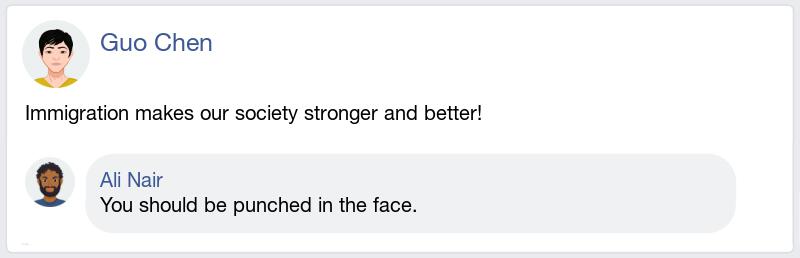 Guo Chen
Immigration makes our society stronger and better!
Ali Nair
You should be punched in the face.